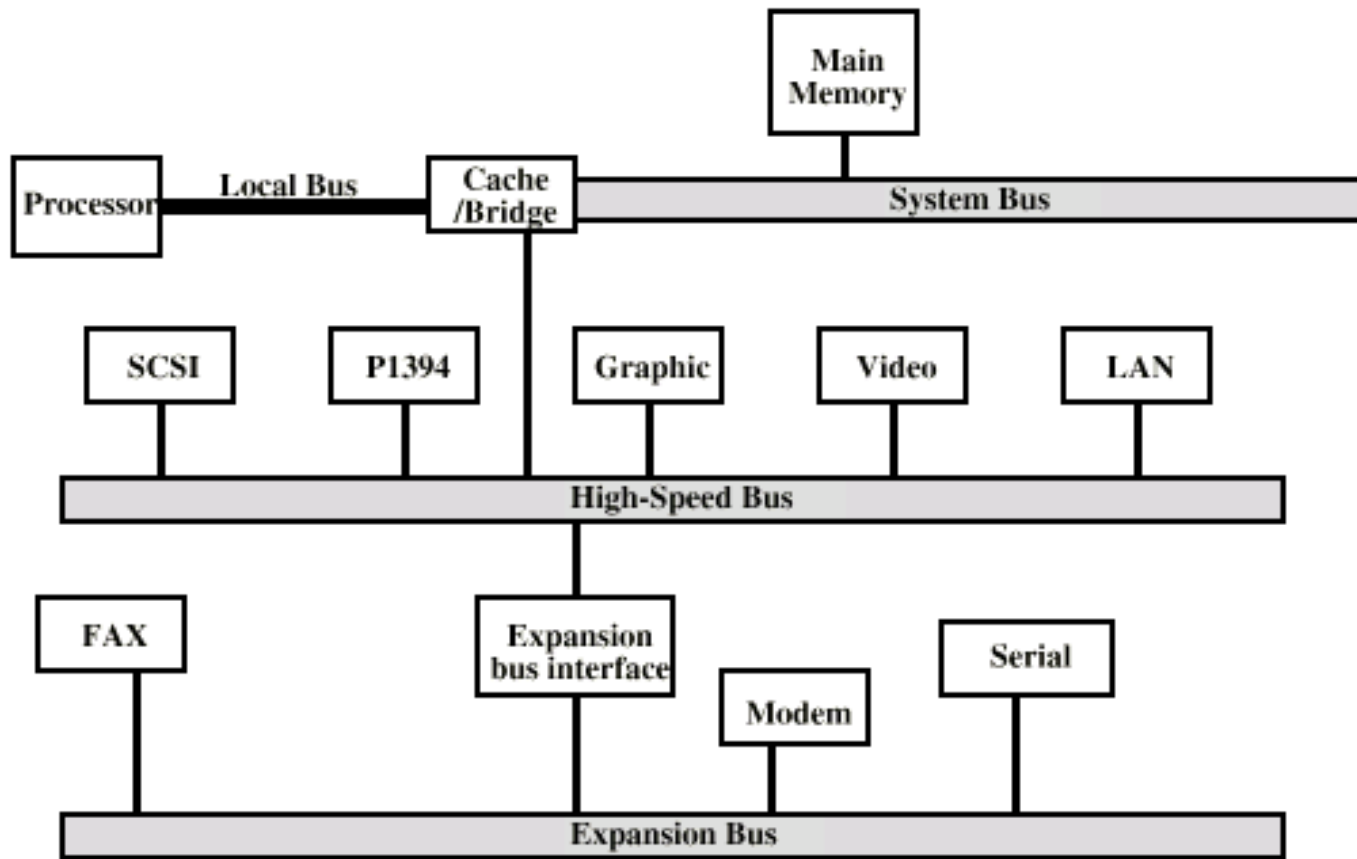 Main
Memory
Processor
Local Bus
Cache
/Bridge
System Bus
SCSI
P1394
Graphic
Video
LAN
High-Speed Bus
FAX
Expansion
bus interface
Modem
Serial
Expansion Bus